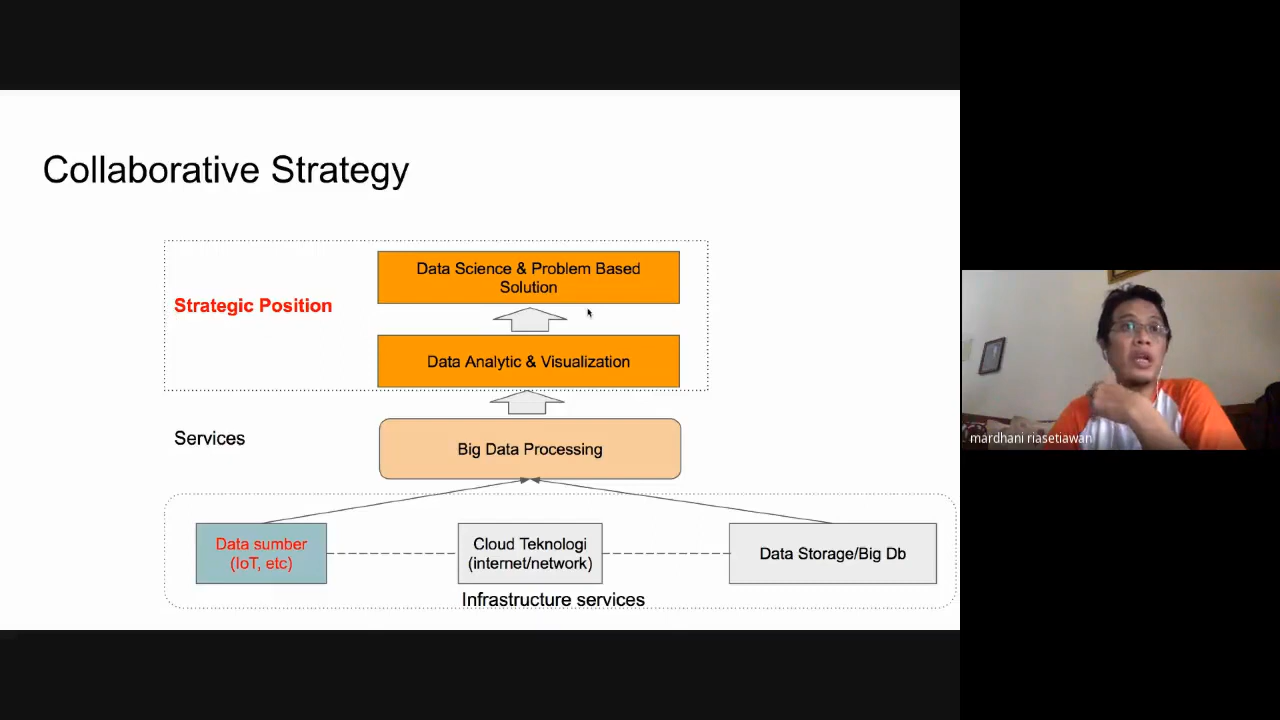 Collaborative Strategy
Data Science & Problem Based
Solution
Strategic Position
Data Analytic & Visualization
Services
Big Data Processing
Data sumber
(IoT, etc)
Cloud Teknologi
(internet/network)
Data Storage/Big Db
Infrastructure services
mardhani riasetiawan